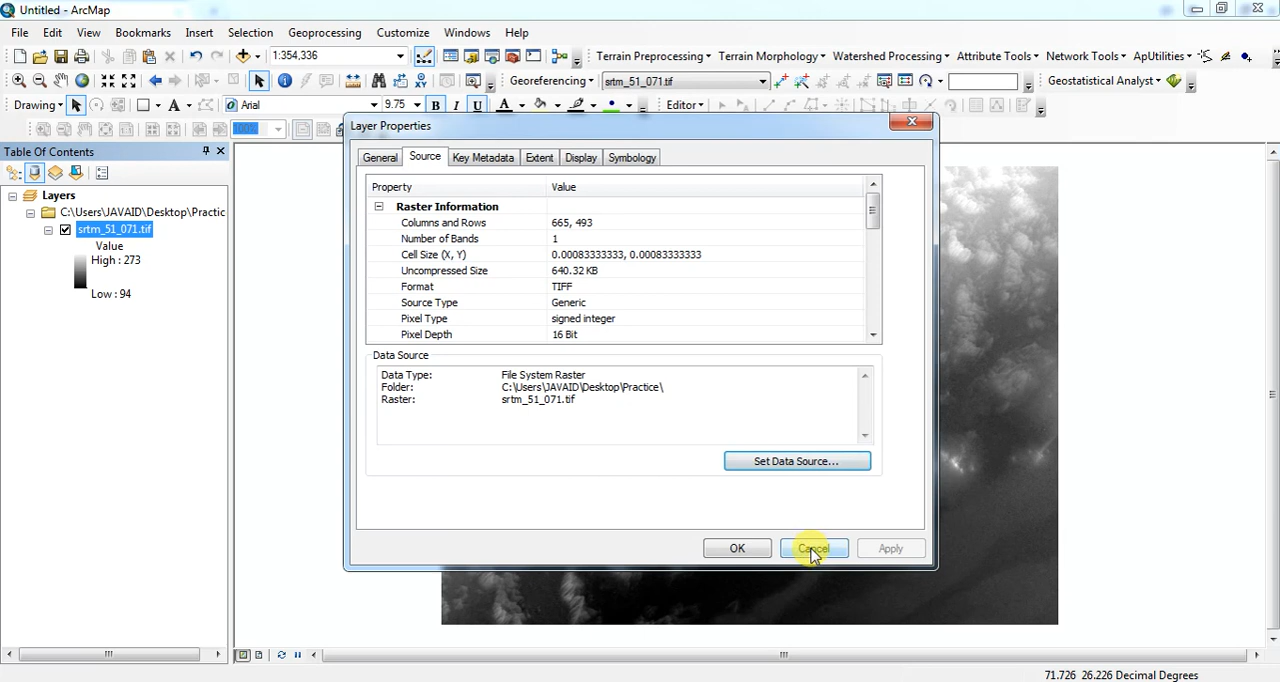 Untitled - ArcMap
File Edit View Bookmarks Insert Selection Geoprocessing Customize Windows Help
1:354,336 Terrain Preprocessing Terrain Morphology Watershed Processing Attribute Tools Network Tools ApUtilities
Georeferencing srtm_51_071.tif Geostatistical Analyst
Drawing A Arial 9.75 B I U A Editor
100%
Table Of Contents
Layers
C:\Users\JAVAID\Desktop\Practic
srtm_51_071.tif
Value
High : 273
Low : 94
Layer Properties
General Source Key Metadata Extent Display Symbology
Property Value
Raster Information
Columns and Rows 665, 493
Number of Bands 1
Cell Size (X, Y) 0.00083333333, 0.00083333333
Uncompressed Size 640.32 KB
Format TIFF
Source Type Generic
Pixel Type signed integer
Pixel Depth 16 Bit
Data Source
Data Type: File System Raster
Folder: C:\Users\JAVAID\Desktop\Practice\
Raster: srtm_51_071.tif
Set Data Source...
OK Cancel Apply
71.726 26.226 Decimal Degrees